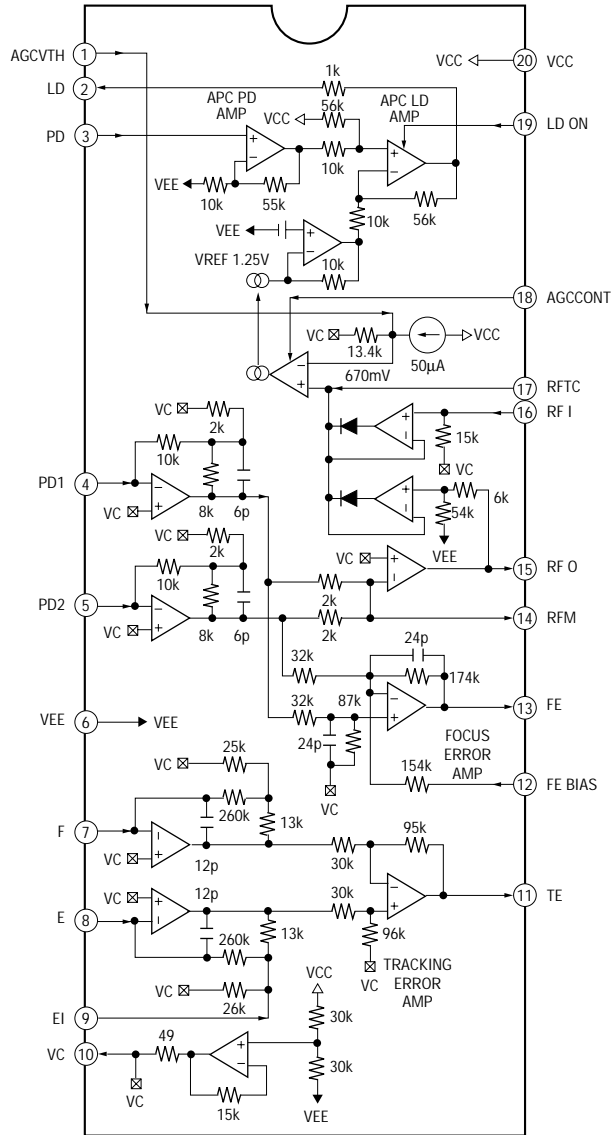 AGCVTH 1
LD 2
PD 3
PD1 4
PD2 5
VEE 6
F 7
E 8
EI 9
VC 10
20 VCC
19 LD ON
18 AGCCONT
17 RFTC
16 RF I
15 RF O
14 RFM
13 FE
12 FE BIAS
11 TE
1k
VCC
APC PD
AMP
VCC
56k
APC LD
AMP
+
−
10k
+
−
VEE
10k
55k
10k
56k
VEE
+
−
VREF 1.25V
10k
VC
13.4k
50µA
VCC
−
+
670mV
VC
2k
10k
−
+
VC
8k
6p
+
−
15k
VC
VC
2k
10k
−
+
VC
8k
6p
+
−
6k
54k
VEE
VC
+
−
2k
2k
VEE
32k
24p
174k
−
+
32k
87k
24p
VC
FOCUS
ERROR
AMP
154k
VC
25k
260k
13k
−
+
VC
12p
30k
95k
VC
+
−
12p
30k
−
+
260k
13k
96k
VC
TRACKING
ERROR
AMP
VC
26k
VCC
30k
49
+
−
30k
VC
15k
VEE